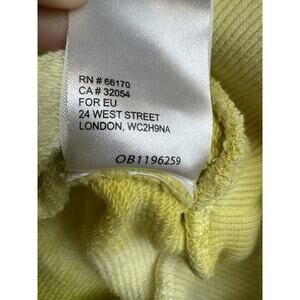 RN # 66170
CA # 32054
FOR EU
24 WEST STREET
LONDON, WC2H9NA
OB1196259